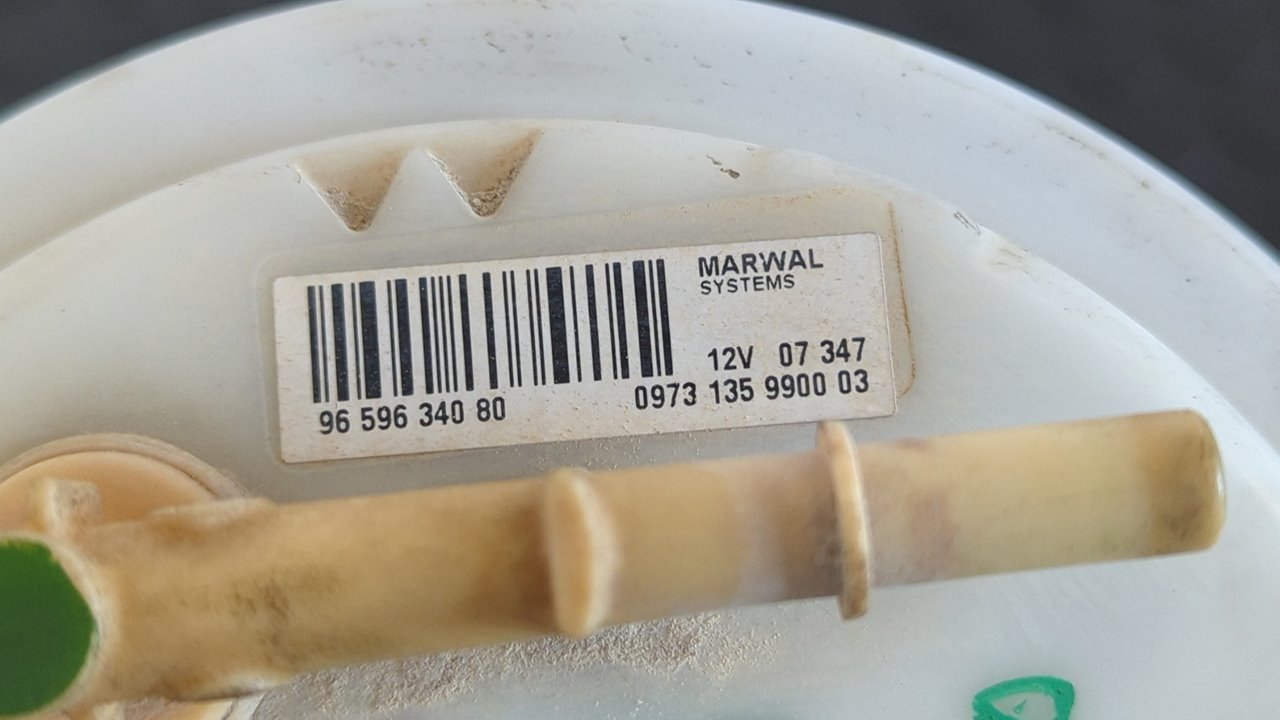 MARWAL
SYSTEMS
12V 07 347
96 596 340 80
0973 135 9900 03